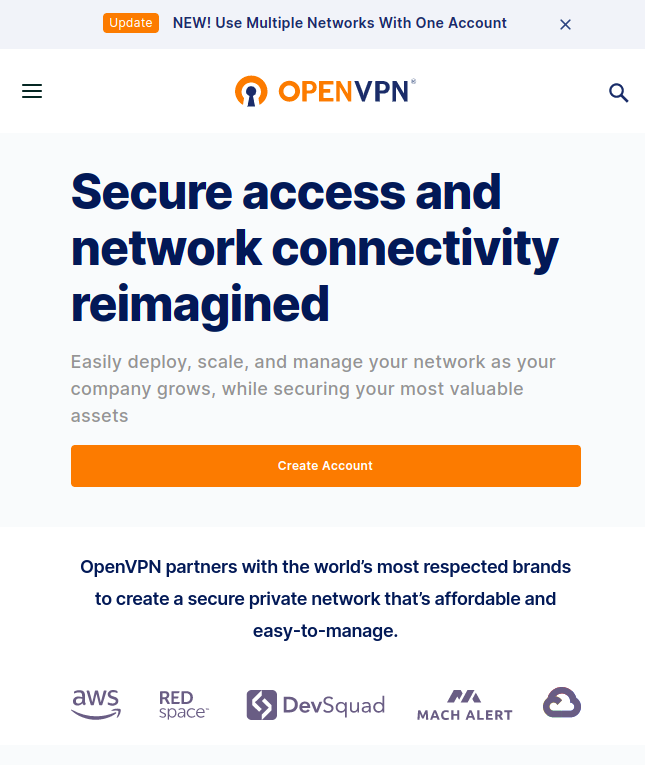 Update NEW! Use Multiple Networks With One Account
OPENVPN®
Secure access and
network connectivity
reimagined
Easily deploy, scale, and manage your network as your
company grows, while securing your most valuable
assets
Create Account
OpenVPN partners with the world’s most respected brands
to create a secure private network that’s affordable and
easy-to-manage.
aws
RED
space™
DevSquad
MACH ALERT